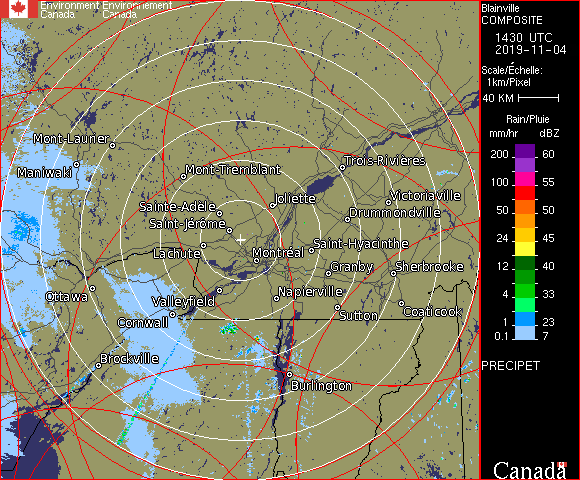 Environment Environnement
Canada Canada
Blainville
COMPOSITE
1430 UTC
2019-11-04
Scale/Échelle:
1km/Pixel
40 KM
Rain/Pluie
mm/hr dBZ
200 60
100 55
50 50
24 45
12 40
4 33
1 23
0.1 7
PRECIPET
Canada
Mont-Laurier
Maniwaki
Mont-Tremblant
Trois-Rivières
Joliette
Victoriaville
Sainte-Adèle
Drummondville
Saint-Jérôme
Saint-Hyacinthe
Lachute
Montréal
Granby
Sherbrooke
Ottawa
Valleyfield
Napierville
Coaticook
Sutton
Cornwall
Brockville
Burlington